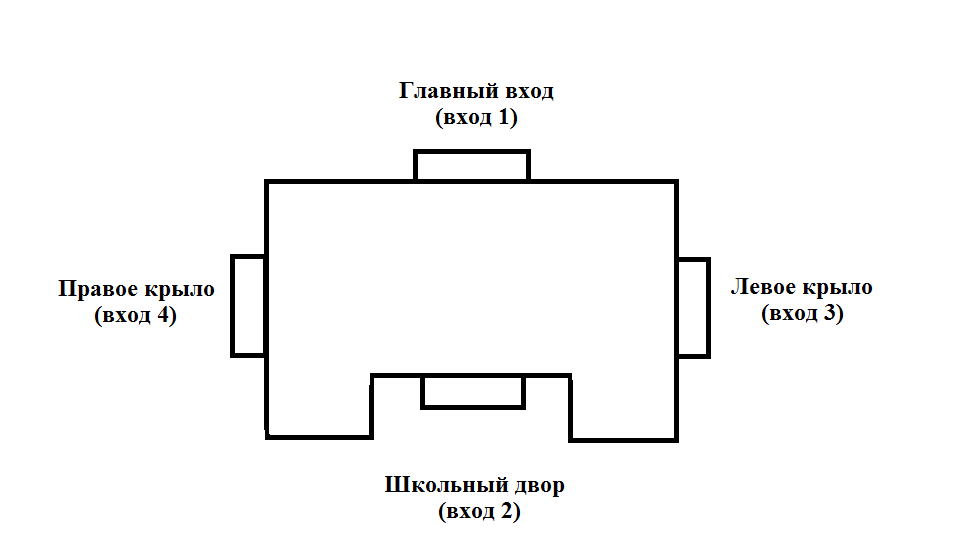 Главный вход
(вход 1)
Правое крыло
(вход 4)
Левое крыло
(вход 3)
Школьный двор
(вход 2)